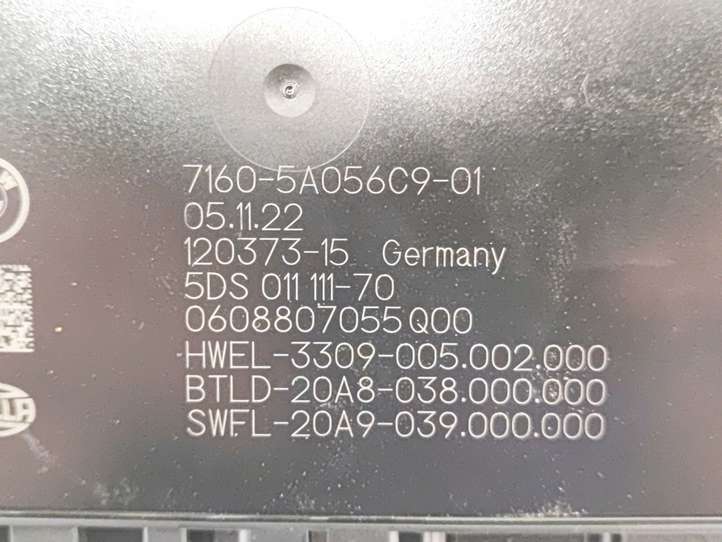 7160-5A056C9-01
05.11.22
120373-15 Germany
5DS 011 111-70
0608807055Q00
HWEL-3309-005.002.000
BTLD-20A8-038.000.000
SWFL-20A9-039.000.000